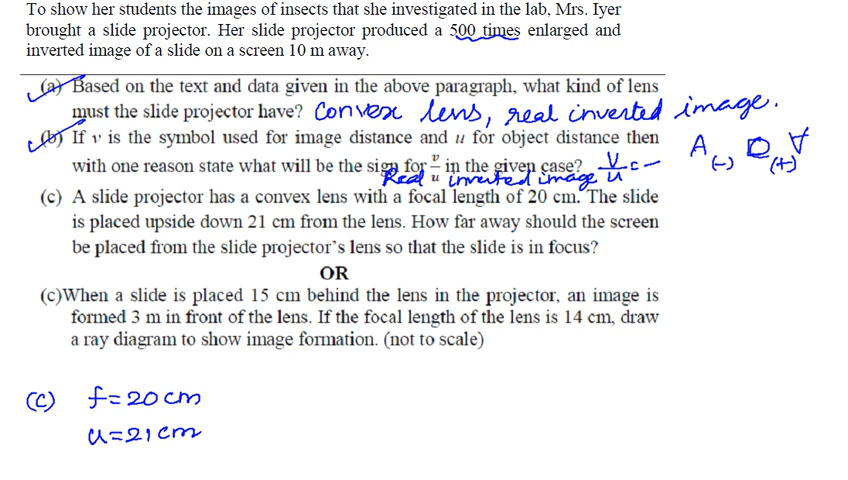 To show her students the images of insects that she investigated in the lab, Mrs. Iyer
brought a slide projector. Her slide projector produced a 500 times enlarged and
inverted image of a slide on a screen 10 m away.
(a) Based on the text and data given in the above paragraph, what kind of lens
must the slide projector have? Convex lens, real inverted image.
(b) If v is the symbol used for image distance and u for object distance then
with one reason state what will be the sign for v/u in the given case? V/u = -
A (-) ∀ (+)
Real inverted image
(c) A slide projector has a convex lens with a focal length of 20 cm. The slide
is placed upside down 21 cm from the lens. How far away should the screen
be placed from the slide projector's lens so that the slide is in focus?
OR
(c)When a slide is placed 15 cm behind the lens in the projector, an image is
formed 3 m in front of the lens. If the focal length of the lens is 14 cm, draw
a ray diagram to show image formation. (not to scale)
(C) f = 20 cm
u = 21 cm